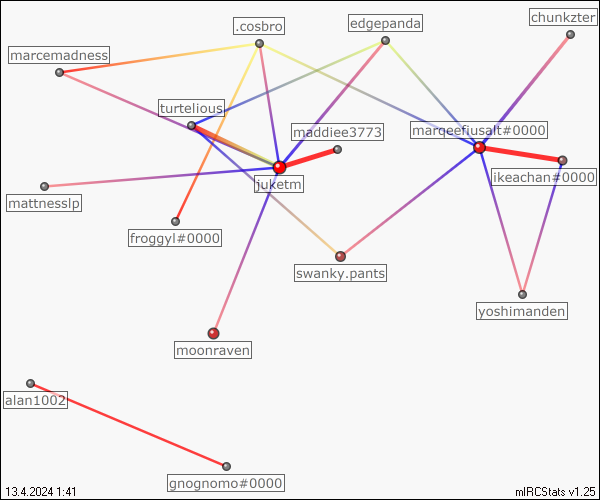 .cosbro
edgepanda
chunkzter
marcemadness
turtelious
maddiee3773
marqeefiusalt#0000
juketm
ikeachan#0000
mattnesslp
froggyl#0000
swanky.pants
yoshimanden
moonraven
alan1002
gnognomo#0000
13.4.2024 1:41
mIRCStats v1.25